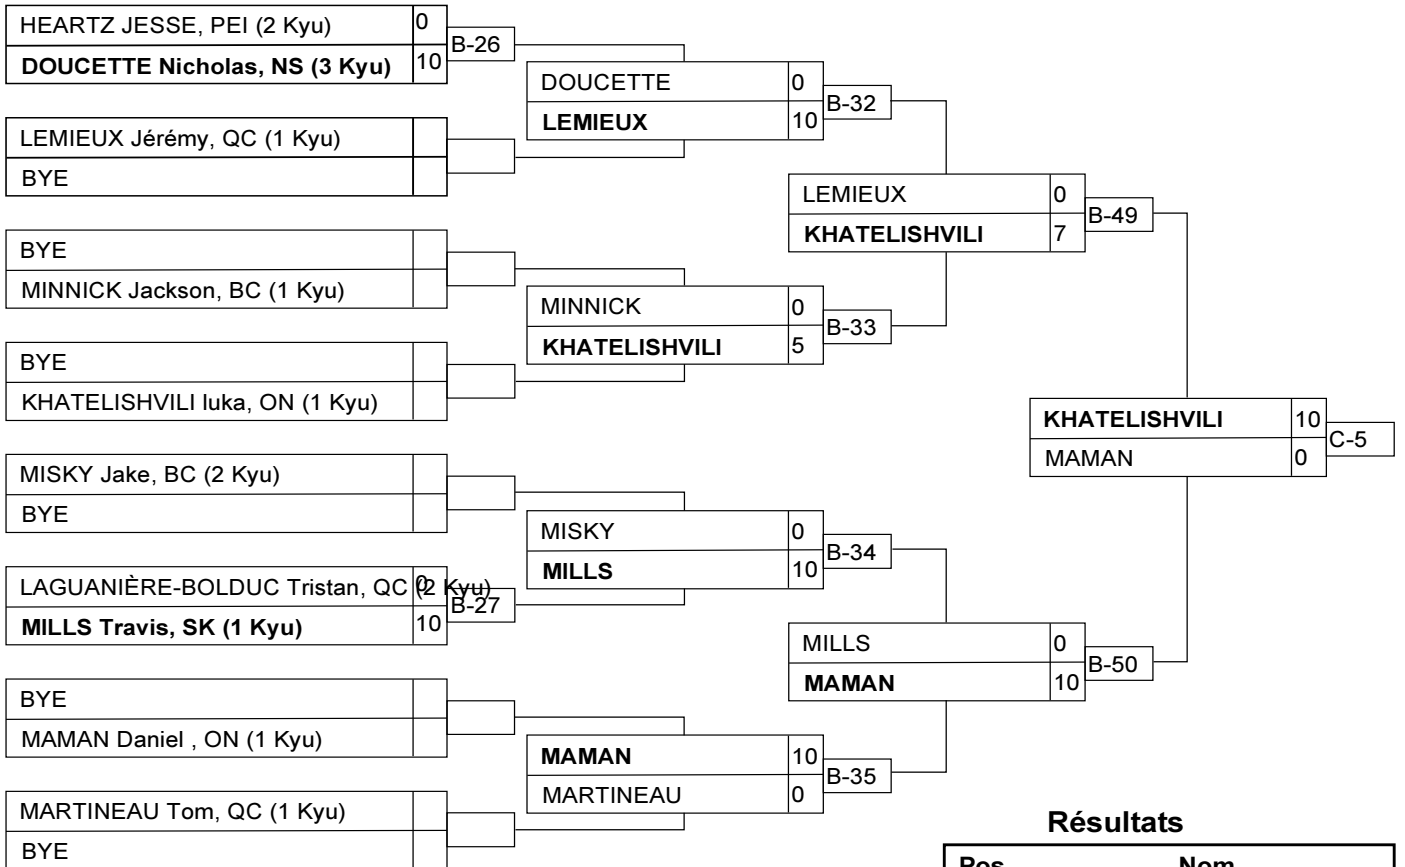 HEARTZ JESSE, PEI (2 Kyu) 0
DOUCETTE Nicholas, NS (3 Kyu) 10
B-26
LEMIEUX Jérémy, QC (1 Kyu)
BYE
BYE
MINNICK Jackson, BC (1 Kyu)
BYE
KHATELISHVILI luka, ON (1 Kyu)
MISKY Jake, BC (2 Kyu)
BYE
LAGUANIÈRE-BOLDUC Tristan, QC (2 Kyu) 0
MILLS Travis, SK (1 Kyu) 10
B-27
BYE
MAMAN Daniel , ON (1 Kyu)
MARTINEAU Tom, QC (1 Kyu)
BYE
DOUCETTE 0
LEMIEUX 10
B-32
MINNICK 0
KHATELISHVILI 5
B-33
MISKY 0
MILLS 10
B-34
MAMAN 10
MARTINEAU 0
B-35
LEMIEUX 0
KHATELISHVILI 7
B-49
MILLS 0
MAMAN 10
B-50
KHATELISHVILI 10
MAMAN 0
C-5
Résultats
Pos Nom